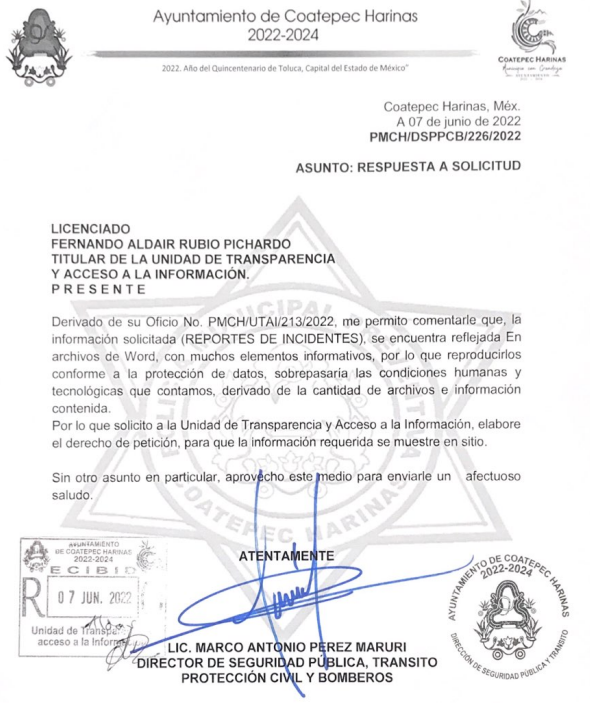 Ayuntamiento de Coatepec Harinas
2022-2024
COATEPEC HARINAS
2022. Año del Quincentenario de Toluca, Capital del Estado de México"
Coatepec Harinas, Méx.
A 07 de junio de 2022
PMCH/DSPPCB/226/2022
ASUNTO: RESPUESTA A SOLICITUD
LICENCIADO
FERNANDO ALDAIR RUBIO PICHARDO
TITULAR DE LA UNIDAD DE TRANSPARENCIA
Y ACCESO A LA INFORMACIÓN.
P R E S E N T E
Derivado de su Oficio No. PMCH/UTAI/213/2022, me permito comentarle que, la
información solicitada (REPORTES DE INCIDENTES), se encuentra reflejada En
archivos de Word, con muchos elementos informativos, por lo que reproducirlos
conforme a la protección de datos, sobrepasaria las condiciones humanas y
tecnológicas que contamos, derivado de la cantidad de archivos e información
contenida.
Por lo que solicito a la Unidad de Transparencia y Acceso a la Información, elabore
el derecho de petición, para que la información requerida se muestre en sitio.
Sin otro asunto en particular, aprovecho este medio para enviarle un afectuoso
saludo.
COATEPEC HARINAS
ATENTAMENTE
AYUNTAMIENTO
DE COATEPEC HARINAS
2022-2024
RECIBID
07 JUN. 2022
Unidad de Transpa
acceso a la Informac
AYUNTAMIENTO DE COATEPEC HARINAS
2022-2024
DIRECCIÓN DE SEGURIDAD PÚBLICA Y TRANSITO
LIC. MARCO ANTONIO PEREZ MARURI
DIRECTOR DE SEGURIDAD PÚBLICA, TRANSITO
PROTECCIÓN CIVIL Y BOMBEROS